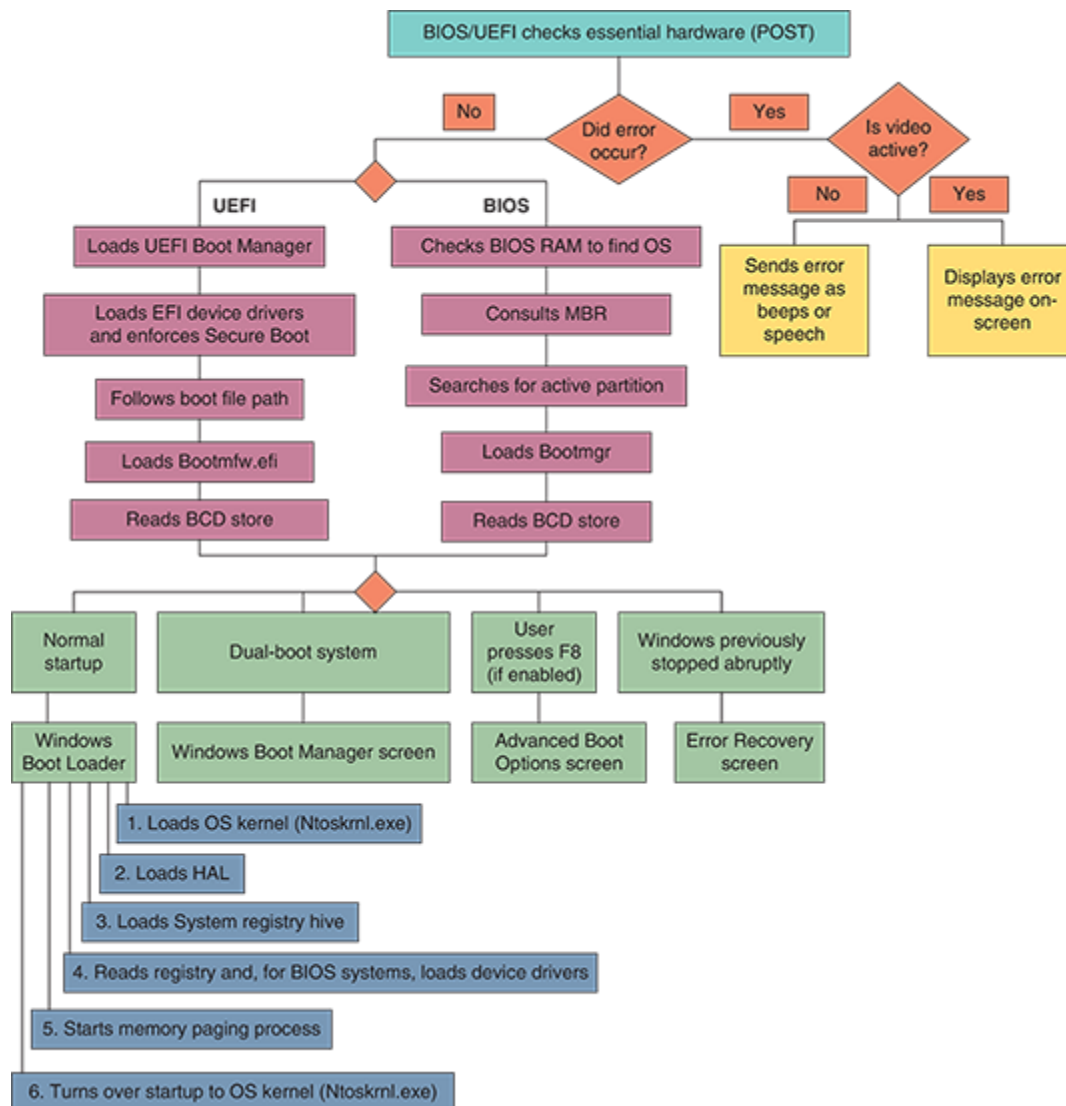 BIOS/UEFI checks essential hardware (POST)
No
Yes
Did error
occur?
Is video
active?
No
Yes
UEFI
BIOS
Loads UEFI Boot Manager
Checks BIOS RAM to find OS
Sends error
message as
beeps or
speech
Displays error
message on-
screen
Loads EFI device drivers
and enforces Secure Boot
Consults MBR
Follows boot file path
Searches for active partition
Loads Bootmfw.efi
Loads Bootmgr
Reads BCD store
Reads BCD store
Normal
startup
Dual-boot system
User
presses F8
(if enabled)
Windows previously
stopped abruptly
Windows
Boot Loader
Windows Boot Manager screen
Advanced Boot
Options screen
Error Recovery
screen
1. Loads OS kernel (Ntoskrnl.exe)
2. Loads HAL
3. Loads System registry hive
4. Reads registry and, for BIOS systems, loads device drivers
5. Starts memory paging process
6. Turns over startup to OS kernel (Ntoskrnl.exe)